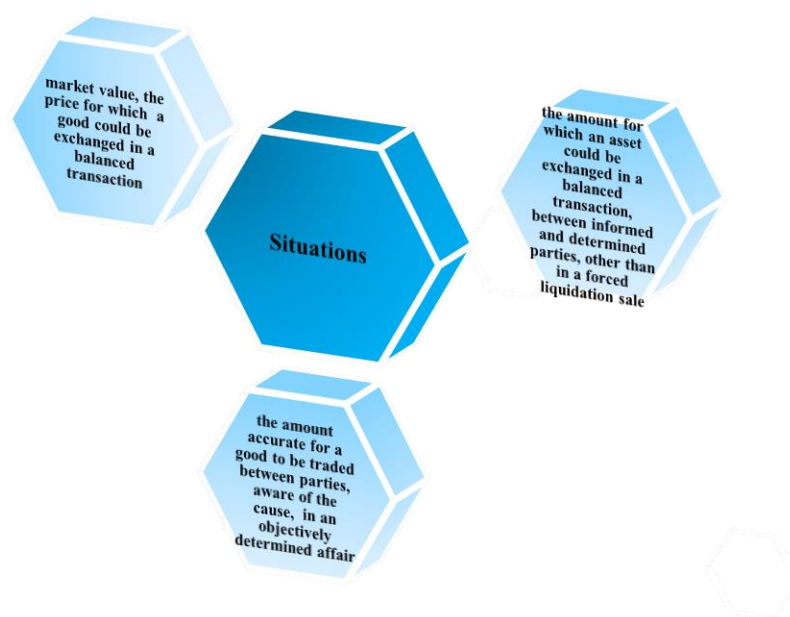 market value, the
price for which a
good could be
exchanged in a
balanced
transaction
Situations
the amount for
which an asset
could be
exchanged in a
balanced
transaction,
between informed
and determined
parties, other than
in a forced
liquidation sale
the amount
accurate for a
good to be traded
between parties,
aware of the
cause, in an
objectively
determined affair